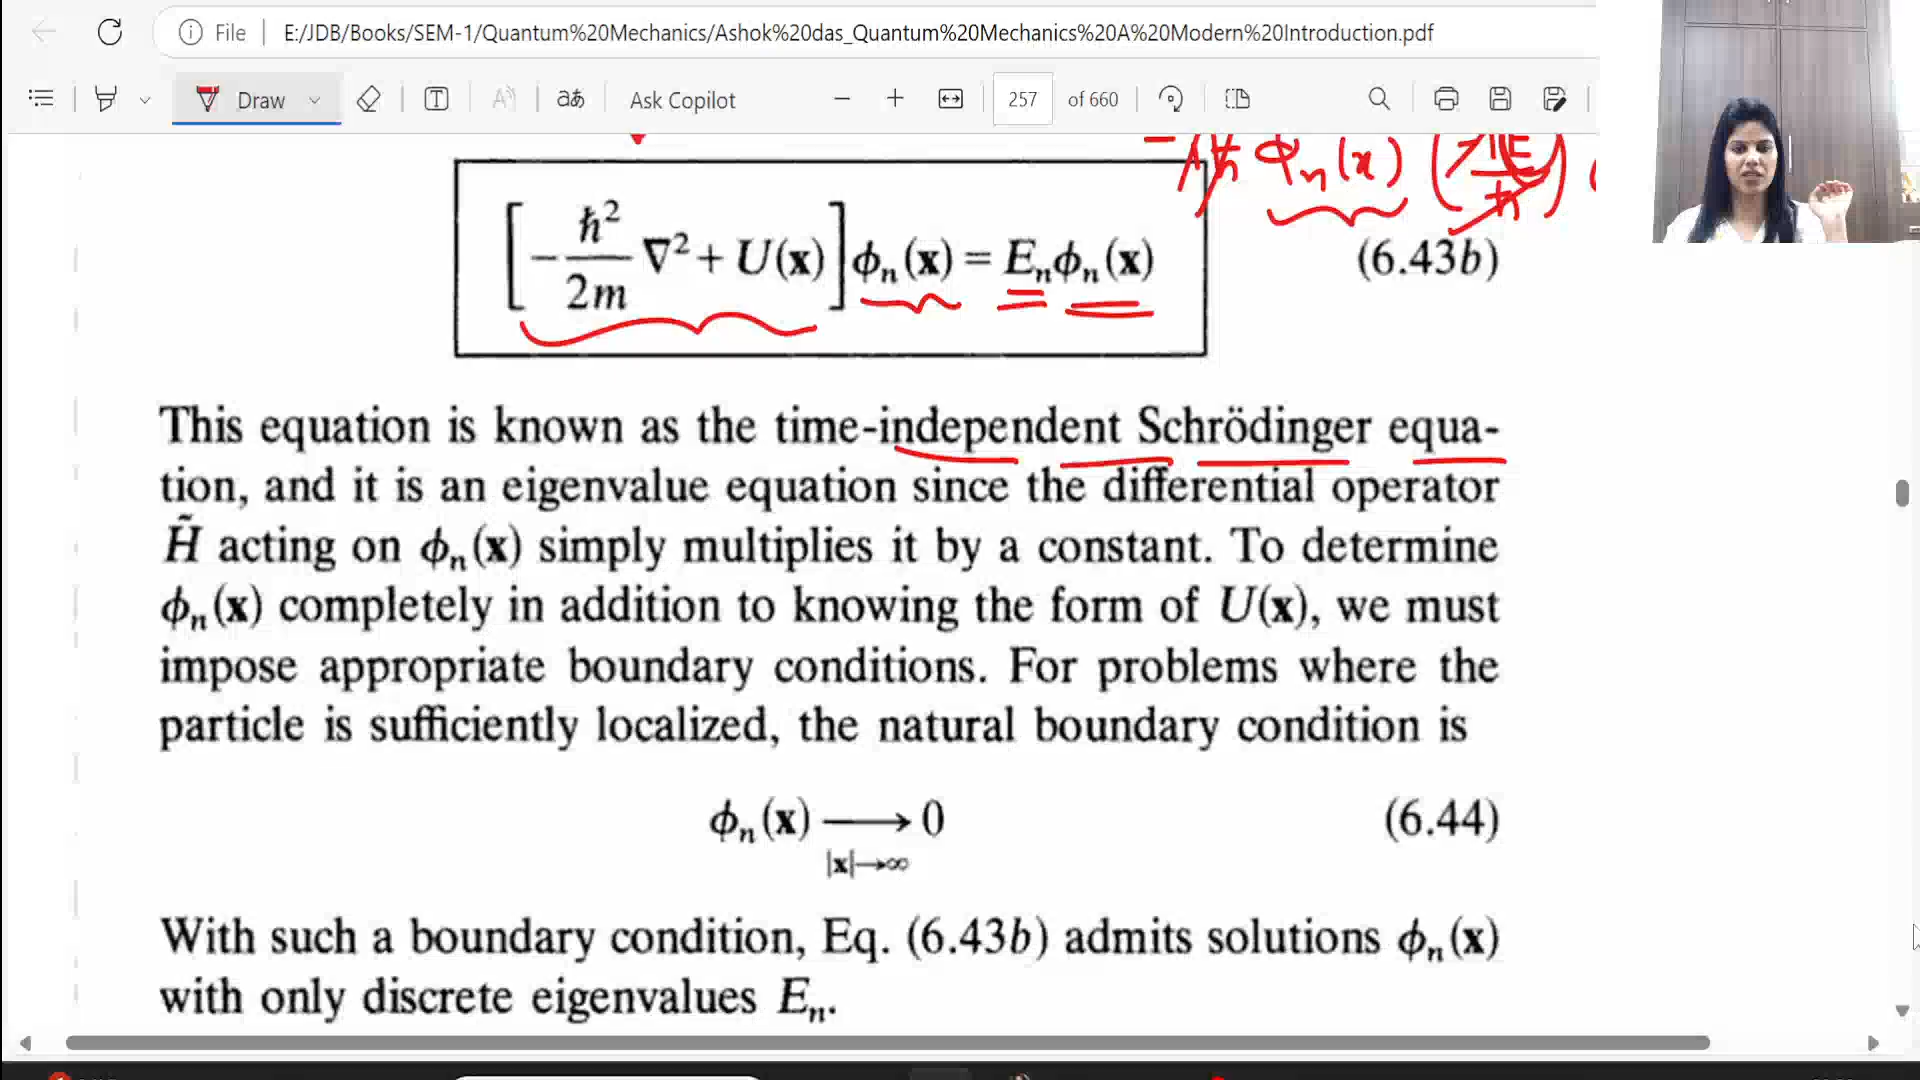 File E:/JDB/Books/SEM-1/Quantum%20Mechanics/Ashok%20das_Quantum%20Mechanics%20A%20Modern%20Introduction.pdf
Draw aあ Ask Copilot 257 of 660
-iħ ϕₙ(x) (-iE/ħ)
[-ħ²/2m ∇² + U(x)] ϕₙ(x) = Eₙϕₙ(x) (6.43b)
This equation is known as the time-independent Schrödinger equa-
tion, and it is an eigenvalue equation since the differential operator
H̃ acting on ϕₙ(x) simply multiplies it by a constant. To determine
ϕₙ(x) completely in addition to knowing the form of U(x), we must
impose appropriate boundary conditions. For problems where the
particle is sufficiently localized, the natural boundary condition is
ϕₙ(x) ⟶ 0 (6.44)
|x|→∞
With such a boundary condition, Eq. (6.43b) admits solutions ϕₙ(x)
with only discrete eigenvalues Eₙ.